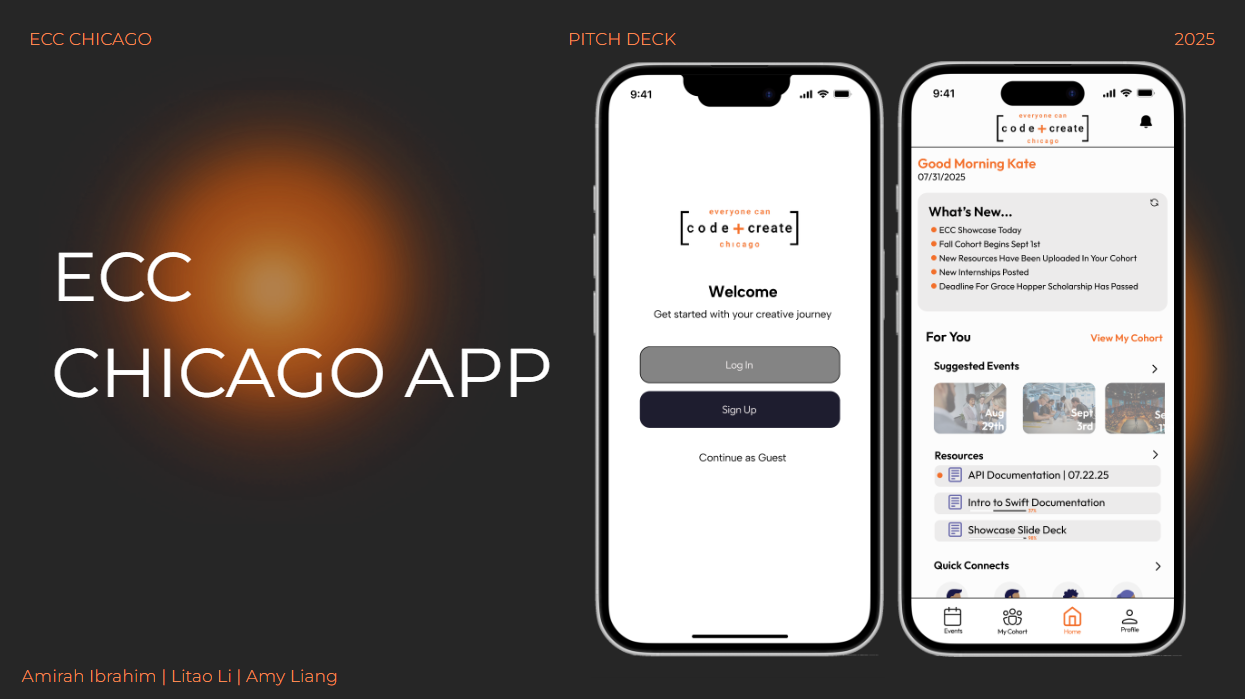 ECC CHICAGO
PITCH DECK
2025
ECC
CHICAGO APP
9:41
everyone can
[code+create]
chicago
Welcome
Get started with your creative journey
Log In
Sign Up
Continue as Guest
9:41
everyone can
[code+create]
chicago
Good Morning Kate
07/31/2025
What's New...
ECC Showcase Today
Fall Cohort Begins Sept 1st
New Resources Have Been Uploaded In Your Cohort
New Internships Posted
Deadline For Grace Hopper Scholarship Has Passed
For You
View My Cohort
Suggested Events
Aug
29th
Sept
3rd
Resources
API Documentation | 07.22.25
Intro to Swift Documentation
Showcase Slide Deck
Quick Connects
Events
My Cohort
Home
Profile
Amirah Ibrahim | Litao Li | Amy Liang